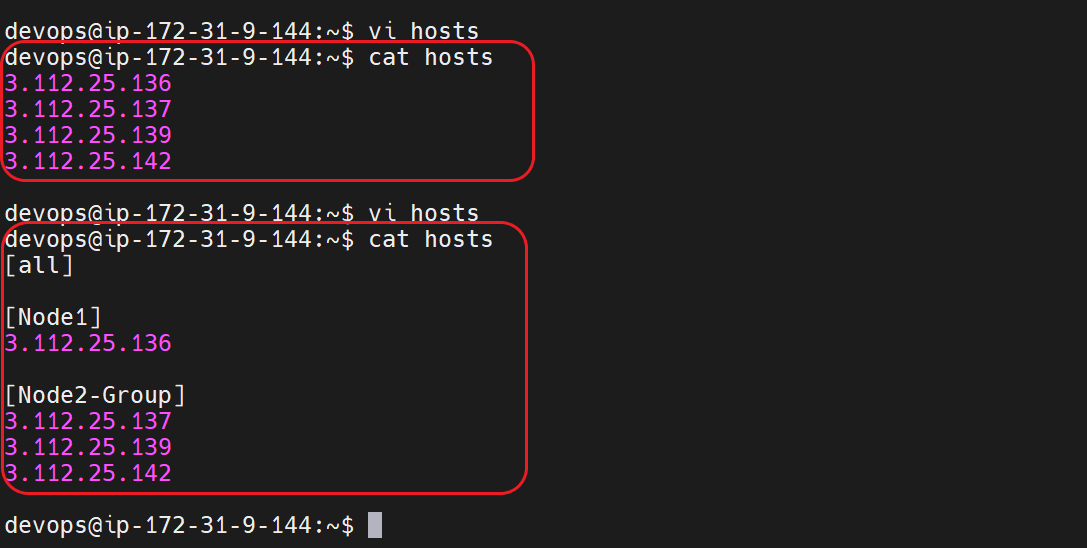 devops@ip-172-31-9-144:~$ vi hosts
devops@ip-172-31-9-144:~$ cat hosts
3.112.25.136
3.112.25.137
3.112.25.139
3.112.25.142
devops@ip-172-31-9-144:~$ vi hosts
devops@ip-172-31-9-144:~$ cat hosts
[all]
[Node1]
3.112.25.136
[Node2-Group]
3.112.25.137
3.112.25.139
3.112.25.142
devops@ip-172-31-9-144:~$